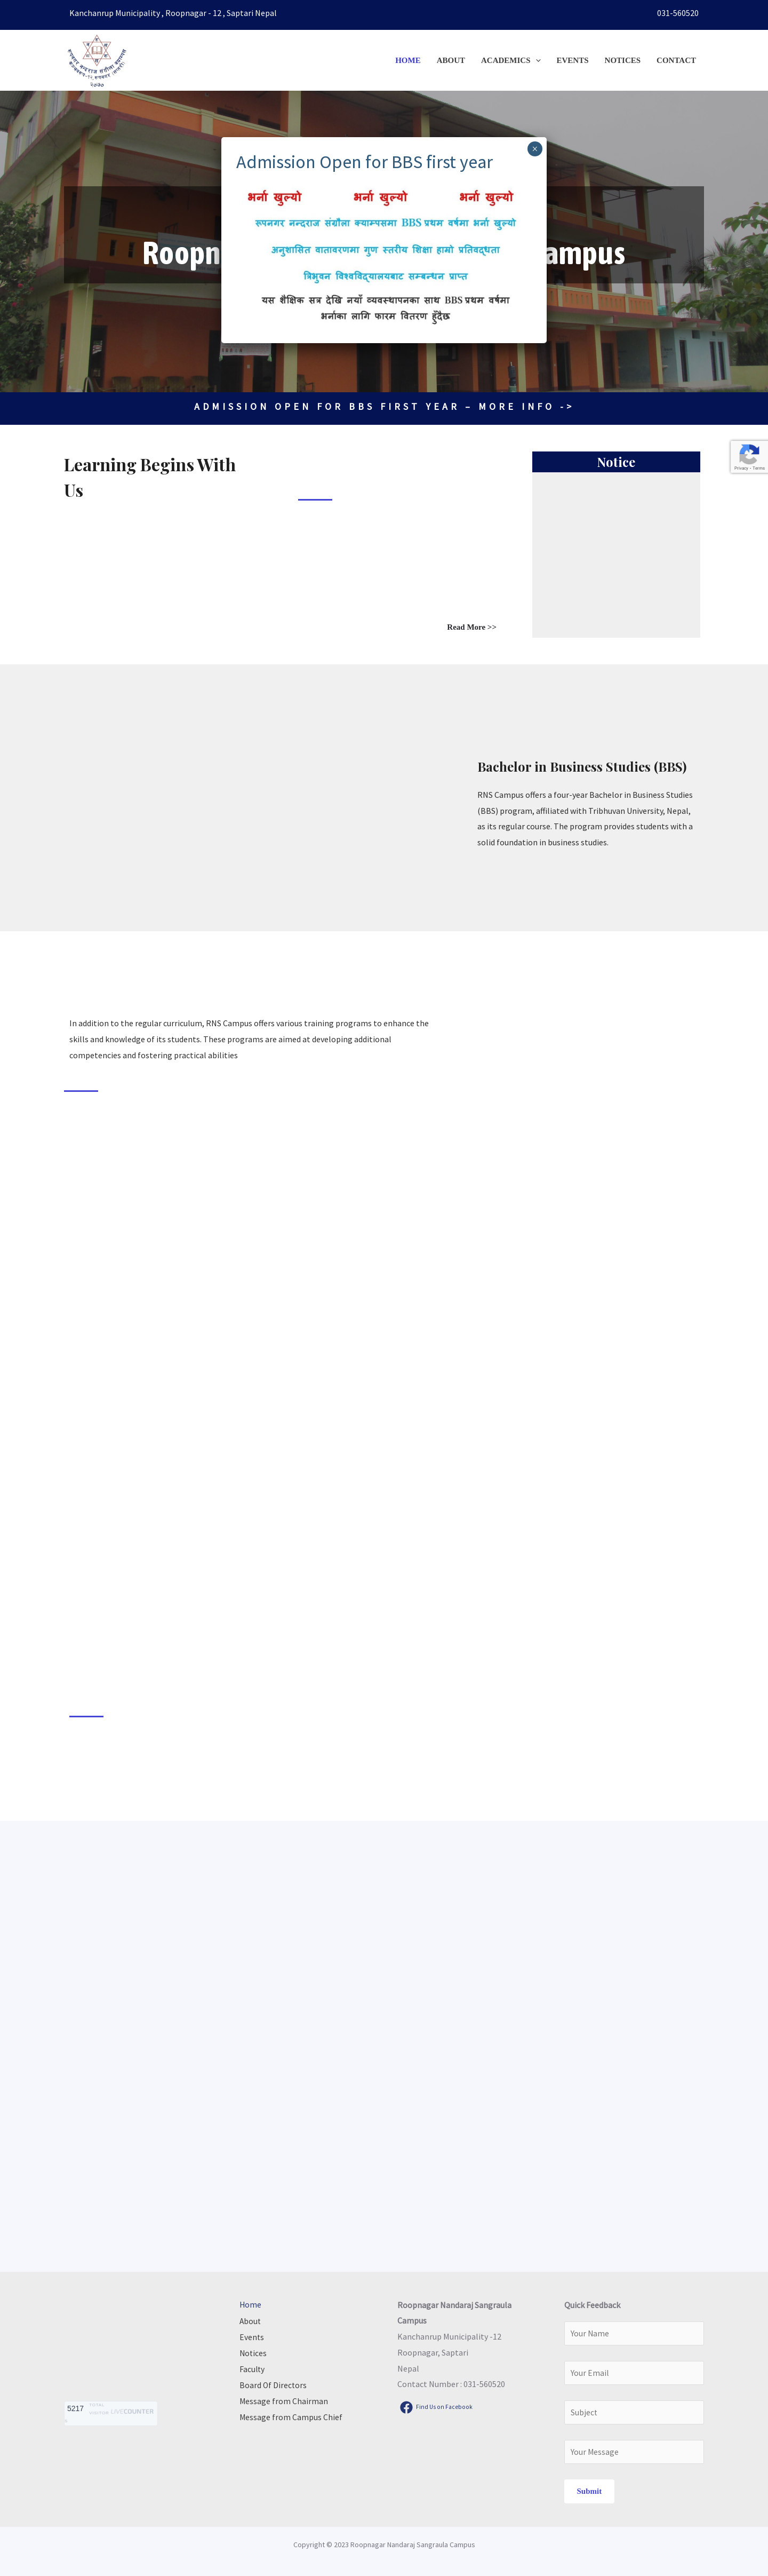 Kanchanrup Municipality , Roopnagar - 12 , Saptari Nepal
031-560520
HOME ABOUT ACADEMICS EVENTS NOTICES CONTACT
Admission Open for BBS first year
×
भर्ना खुल्यो भर्ना खुल्यो भर्ना खुल्यो
रूपनगर नन्दराज संग्रौला क्याम्पसमा BBS प्रथम वर्षमा भर्ना खुल्यो
अनुशासित वातावरणमा गुण स्तरीय शिक्षा हाम्रो प्रतिवद्धता
त्रिभुवन विश्वविद्यालयबाट सम्बन्धन प्राप्त
यस शैक्षिक सत्र देखि नयाँ व्यवस्थापनका साथ BBS प्रथम वर्षमा
भर्नाका लागि फारम वितरण हुँदैछ
ADMISSION OPEN FOR BBS FIRST YEAR – MORE INFO ->
Privacy - Terms
Learning Begins With
Us
Notice
Read More >>
Bachelor in Business Studies (BBS)
RNS Campus offers a four-year Bachelor in Business Studies
(BBS) program, affiliated with Tribhuvan University, Nepal,
as its regular course. The program provides students with a
solid foundation in business studies.
In addition to the regular curriculum, RNS Campus offers various training programs to enhance the
skills and knowledge of its students. These programs are aimed at developing additional
competencies and fostering practical abilities
5217
LIVECOUNTER
Home
About
Events
Notices
Faculty
Board Of Directors
Message from Chairman
Message from Campus Chief
Roopnagar Nandaraj Sangraula
Campus
Kanchanrup Municipality -12
Roopnagar, Saptari
Nepal
Contact Number : 031-560520
Find Us on Facebook
Quick Feedback
Your Name
Your Email
Subject
Your Message
Submit
Copyright © 2023 Roopnagar Nandaraj Sangraula Campus